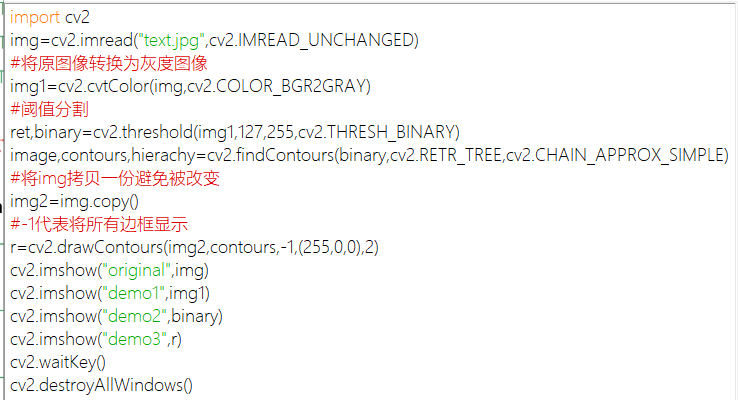 import cv2
img=cv2.imread("text.jpg",cv2.IMREAD_UNCHANGED)
#将原图像转换为灰度图像
img1=cv2.cvtColor(img,cv2.COLOR_BGR2GRAY)
#阈值分割
ret,binary=cv2.threshold(img1,127,255,cv2.THRESH_BINARY)
image,contours,hierachy=cv2.findContours(binary,cv2.RETR_TREE,cv2.CHAIN_APPROX_SIMPLE)
#将img拷贝一份避免被改变
img2=img.copy()
#-1代表将所有边框显示
r=cv2.drawContours(img2,contours,-1,(255,0,0),2)
cv2.imshow("original",img)
cv2.imshow("demo1",img1)
cv2.imshow("demo2",binary)
cv2.imshow("demo3",r)
cv2.waitKey()
cv2.destroyAllWindows()